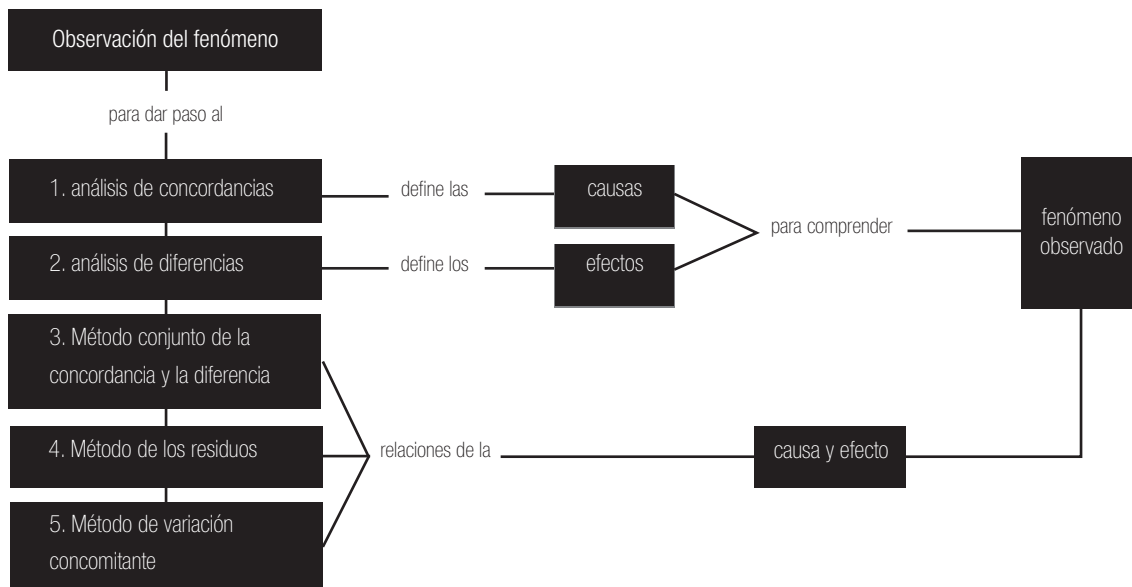 Observación del fenómeno
para dar paso al
1. análisis de concordancias
define las
causas
2. análisis de diferencias
define los
efectos
para comprender
fenómeno
observado
3. Método conjunto de la
concordancia y la diferencia
4. Método de los residuos
5. Método de variación
concomitante
relaciones de la
causa y efecto